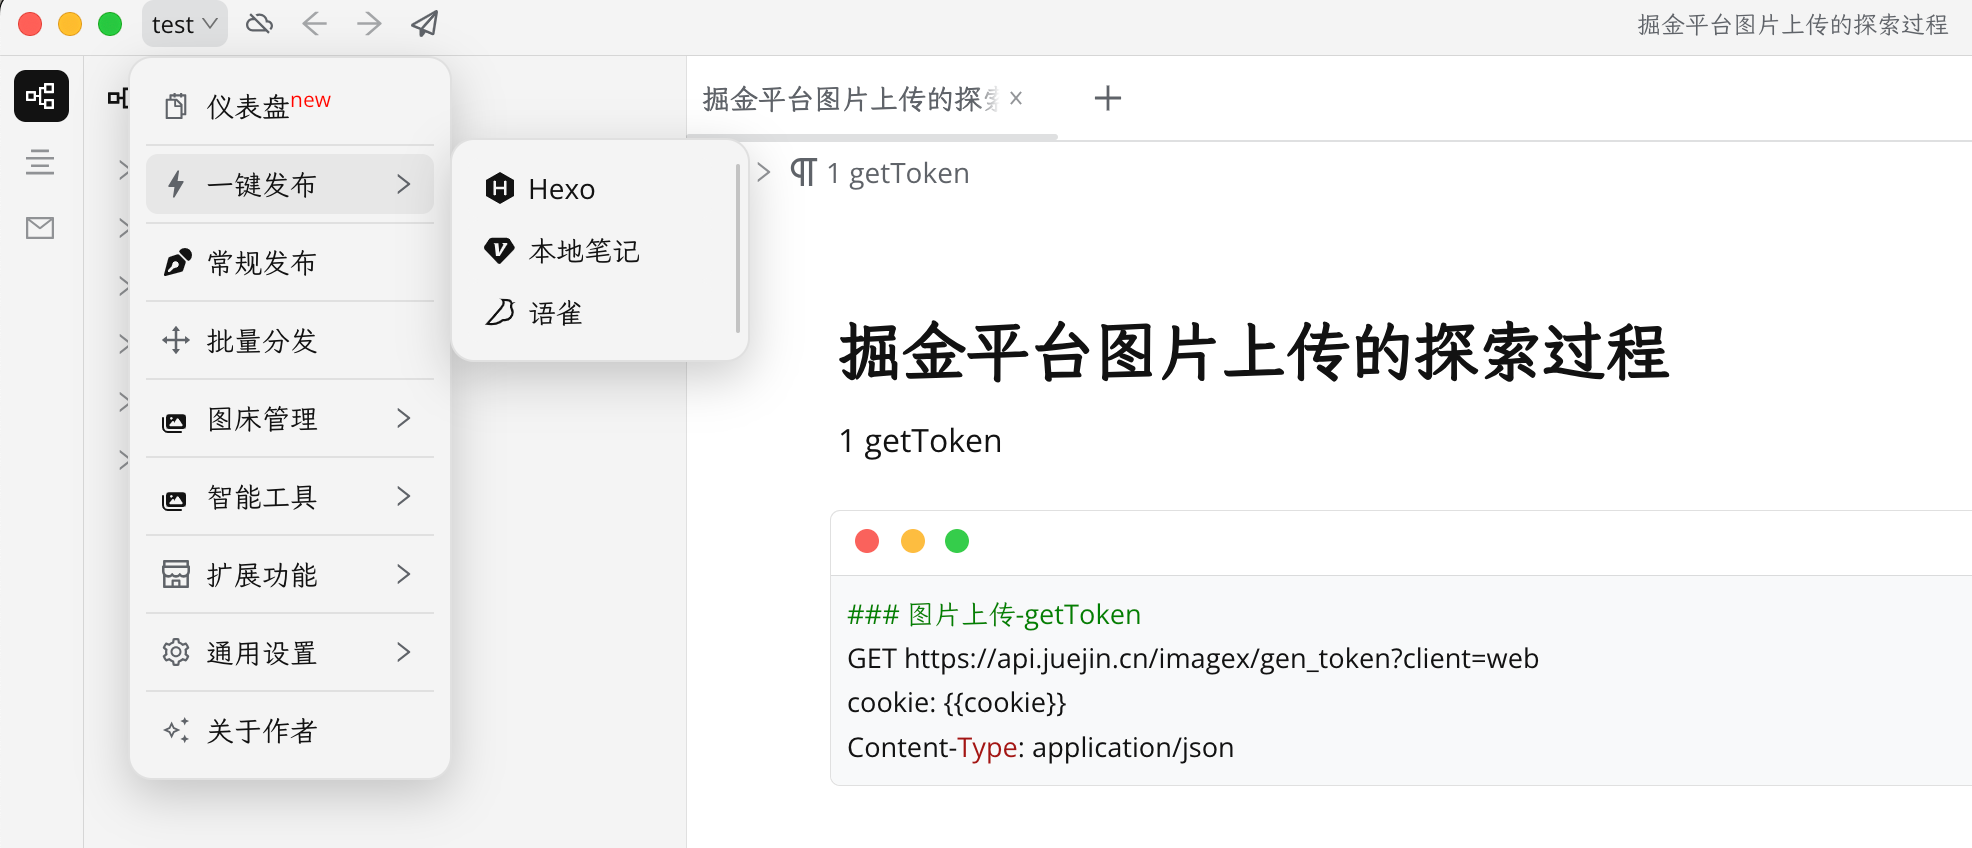 test
掘金平台图片上传的探索过程
仪表盘new
一键发布
常规发布
批量分发
图床管理
智能工具
扩展功能
通用设置
关于作者
Hexo
本地笔记
语雀
掘金平台图片上传的探
1 getToken
掘金平台图片上传的探索过程
1 getToken
### 图片上传-getToken
GET https://api.juejin.cn/imagex/gen_token?client=web
cookie: {{cookie}}
Content-Type: application/json